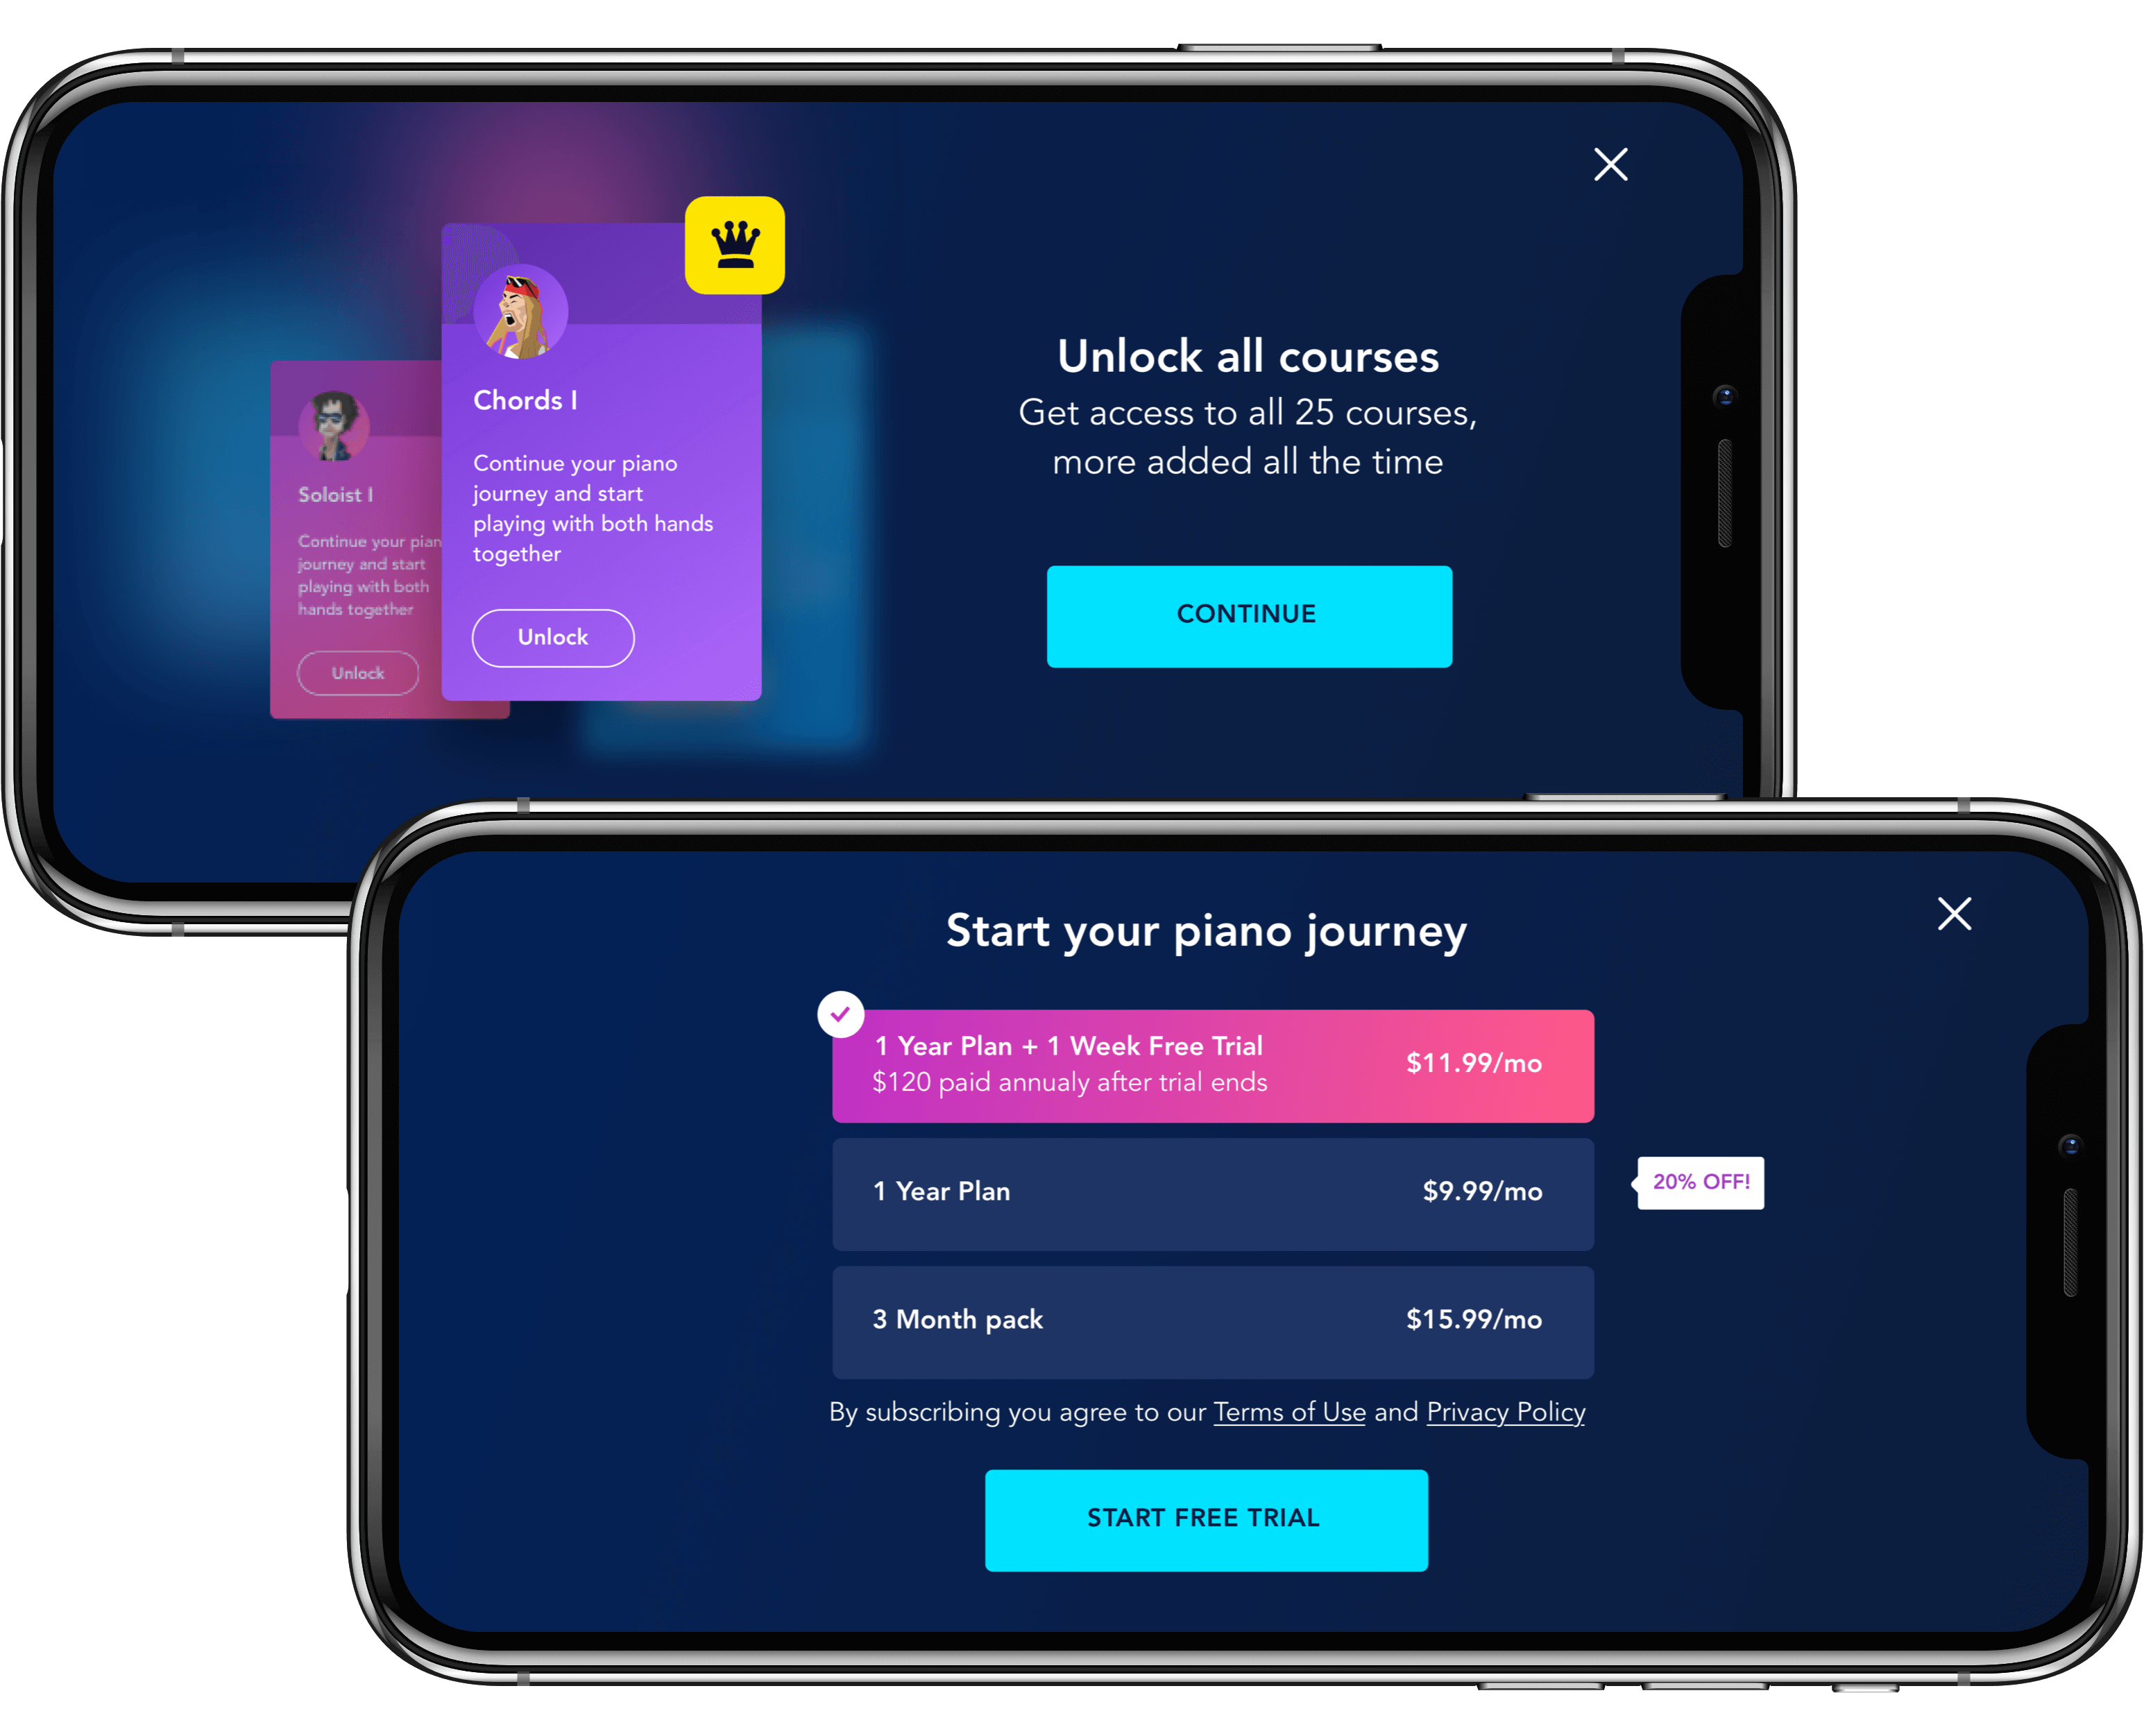 Unlock all courses
Get access to all 25 courses,
more added all the time
CONTINUE
Chords I
Continue your piano
journey and start
playing with both hands
together
Unlock
Soloist I
Continue your pian
journey and start
playing with both
hands together
Unlock
Start your piano journey
1 Year Plan + 1 Week Free Trial
$120 paid annualy after trial ends
$11.99/mo
1 Year Plan
$9.99/mo
20% OFF!
3 Month pack
$15.99/mo
By subscribing you agree to our Terms of Use and Privacy Policy
START FREE TRIAL